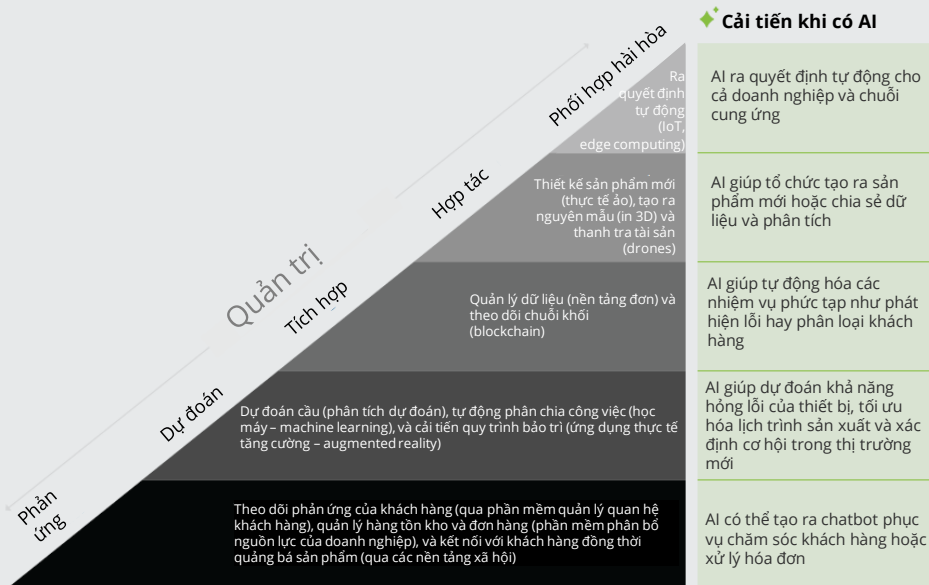 Cải tiến khi có AI
Phối hợp hài hòa
Ra
quyết định
tự động
(IoT,
edge computing)
AI ra quyết định tự động cho
cả doanh nghiệp và chuỗi
cung ứng
Hợp tác
Thiết kế sản phẩm mới
(thực tế ảo), tạo ra
nguyên mẫu (in 3D) và
thanh tra tài sản
(drones)
AI giúp tổ chức tạo ra sản
phẩm mới hoặc chia sẻ dữ
liệu và phân tích
Quản trị
Tích hợp
Quản lý dữ liệu (nền tảng đơn) và
theo dõi chuỗi khối
(blockchain)
AI giúp tự động hóa các
nhiệm vụ phức tạp như phát
hiện lỗi hay phân loại khách
hàng
Dự đoán
Dự đoán cầu (phân tích dự đoán), tự động phân chia công việc (học
máy – machine learning), và cải tiến quy trình bảo trì (ứng dụng thực tế
tăng cường – augmented reality)
AI giúp dự đoán khả năng
hỏng lỗi của thiết bị, tối ưu
hóa lịch trình sản xuất và xác
định cơ hội trong thị trường
mới
Phản
ứng
Theo dõi phản ứng của khách hàng (qua phần mềm quản lý quan hệ
khách hàng), quản lý hàng tồn kho và đơn hàng (phần mềm phân bổ
nguồn lực của doanh nghiệp), và kết nối với khách hàng đồng thời
quảng bá sản phẩm (qua các nền tảng xã hội)
AI có thể tạo ra chatbot phục
vụ chăm sóc khách hàng hoặc
xử lý hóa đơn